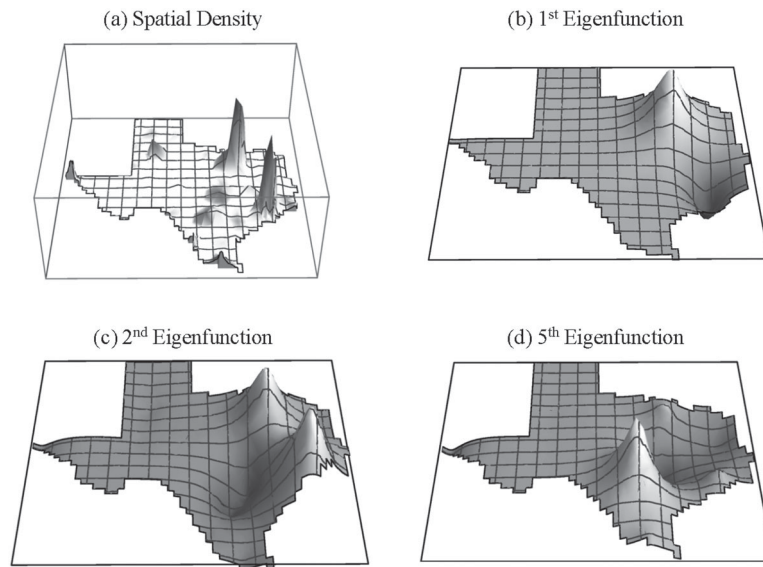 (a) Spatial Density
(b) 1st Eigenfunction
(c) 2nd Eigenfunction
(d) 5th Eigenfunction